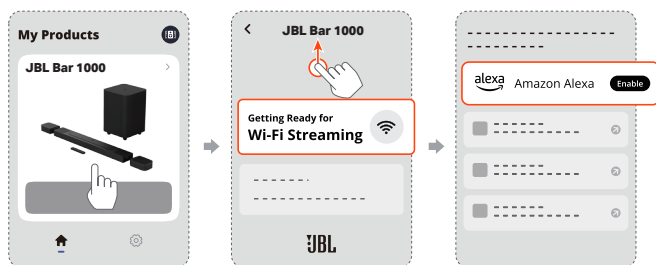 My Products
JBL Bar 1000
JBL Bar 1000
Getting Ready for
Wi-Fi Streaming
JBL
alexa Amazon Alexa Enable